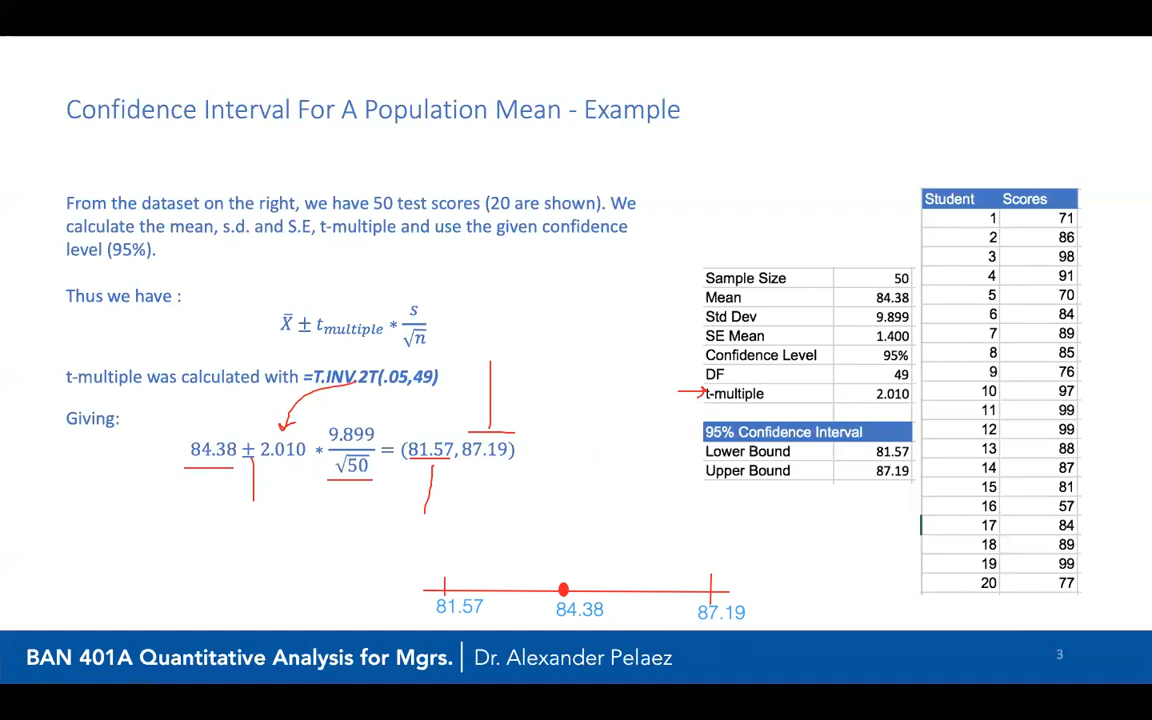 Confidence Interval For A Population Mean - Example
From the dataset on the right, we have 50 test scores (20 are shown). We
calculate the mean, s.d. and S.E, t-multiple and use the given confidence
level (95%).
Thus we have :
X̄ ± t_multiple * s/√n
t-multiple was calculated with =T.INV.2T(.05,49)
Giving:
84.38 ± 2.010 * 9.899/√50 = (81.57, 87.19)
81.57 84.38 87.19
Sample Size 50
Mean 84.38
Std Dev 9.899
SE Mean 1.400
Confidence Level 95%
DF 49
t-multiple 2.010
95% Confidence Interval
Lower Bound 81.57
Upper Bound 87.19
Student Scores
1 71
2 86
3 98
4 91
5 70
6 84
7 89
8 85
9 76
10 97
11 99
12 99
13 88
14 87
15 81
16 57
17 84
18 89
19 99
20 77
BAN 401A Quantitative Analysis for Mgrs. | Dr. Alexander Pelaez
3